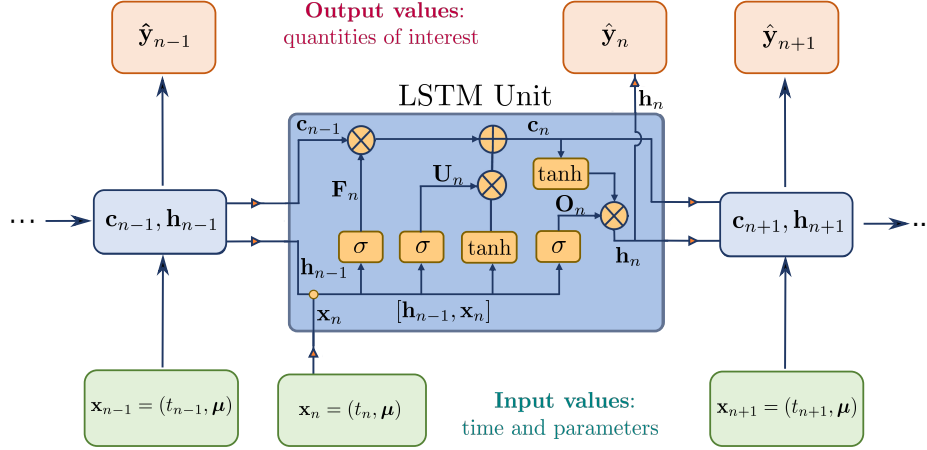 Output values:
quantities of interest
ŷₙ₋₁
ŷₙ
ŷₙ₊₁
LSTM Unit
hₙ
cₙ₋₁
cₙ
Fₙ
Uₙ
tanh
Oₙ
...
cₙ₋₁, hₙ₋₁
σ
σ
tanh
σ
cₙ₊₁, hₙ₊₁
..
hₙ₋₁
hₙ
xₙ
[hₙ₋₁, xₙ]
xₙ₋₁ = (tₙ₋₁, μ)
xₙ = (tₙ, μ)
Input values:
time and parameters
xₙ₊₁ = (tₙ₊₁, μ)